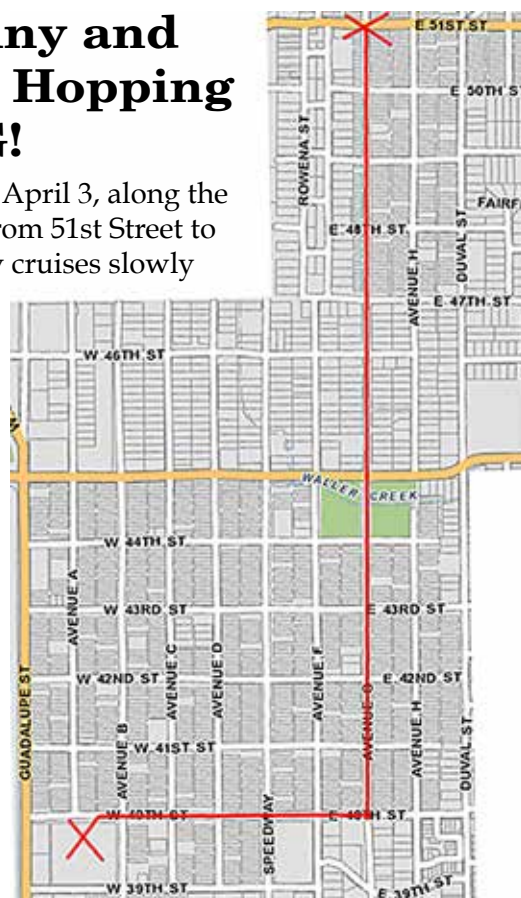 ny and
Hopping
!
April 3, along the
rom 51st Street to
cruises slowly
E 51ST ST
E 50TH S
ROWENA ST
FAIRF
E 48TH ST
DUVAL ST
AVENUE H
E 47TH ST
W 46TH ST
WALLER CREEK
W 44TH ST
AVENUE A
W 43RD ST
E 43RD ST
AVENUE C
AVENUE D
AVENUE F
W 42ND ST
E 42ND ST
GUADALUPE ST
AVENUE G
AVENUE H
DUVAL ST
AVENUE B
W 41ST ST
W 40TH ST
E 40TH ST
SPEEDWAY
W 39TH ST
E 39TH ST